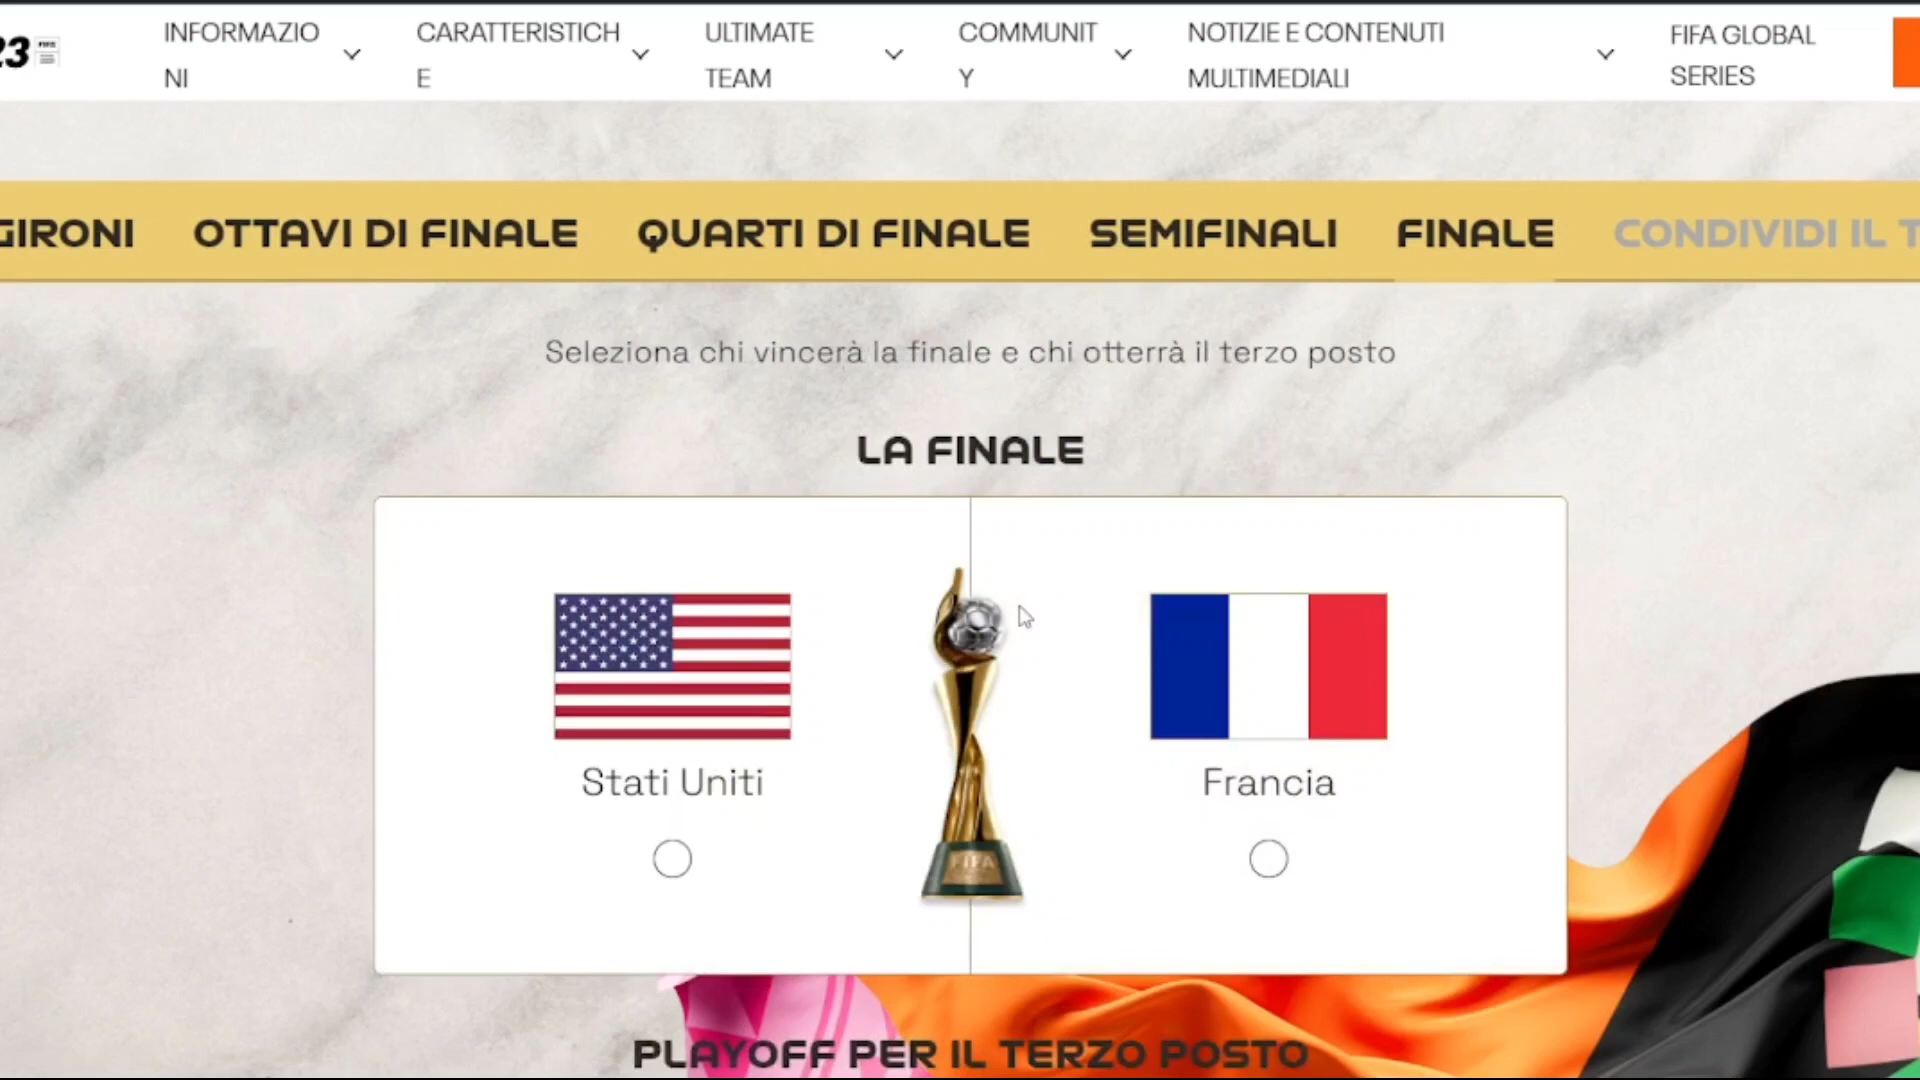 23
INFORMAZIO
NI
CARATTERISTICH
E
ULTIMATE
TEAM
COMMUNIT
Y
NOTIZIE E CONTENUTI
MULTIMEDIALI
FIFA GLOBAL
SERIES
GIRONI OTTAVI DI FINALE QUARTI DI FINALE SEMIFINALI FINALE CONDIVIDI IL T
Seleziona chi vincerà la finale e chi otterrà il terzo posto
LA FINALE
Stati Uniti
Francia
FIFA
PLAYOFF PER IL TERZO POSTO